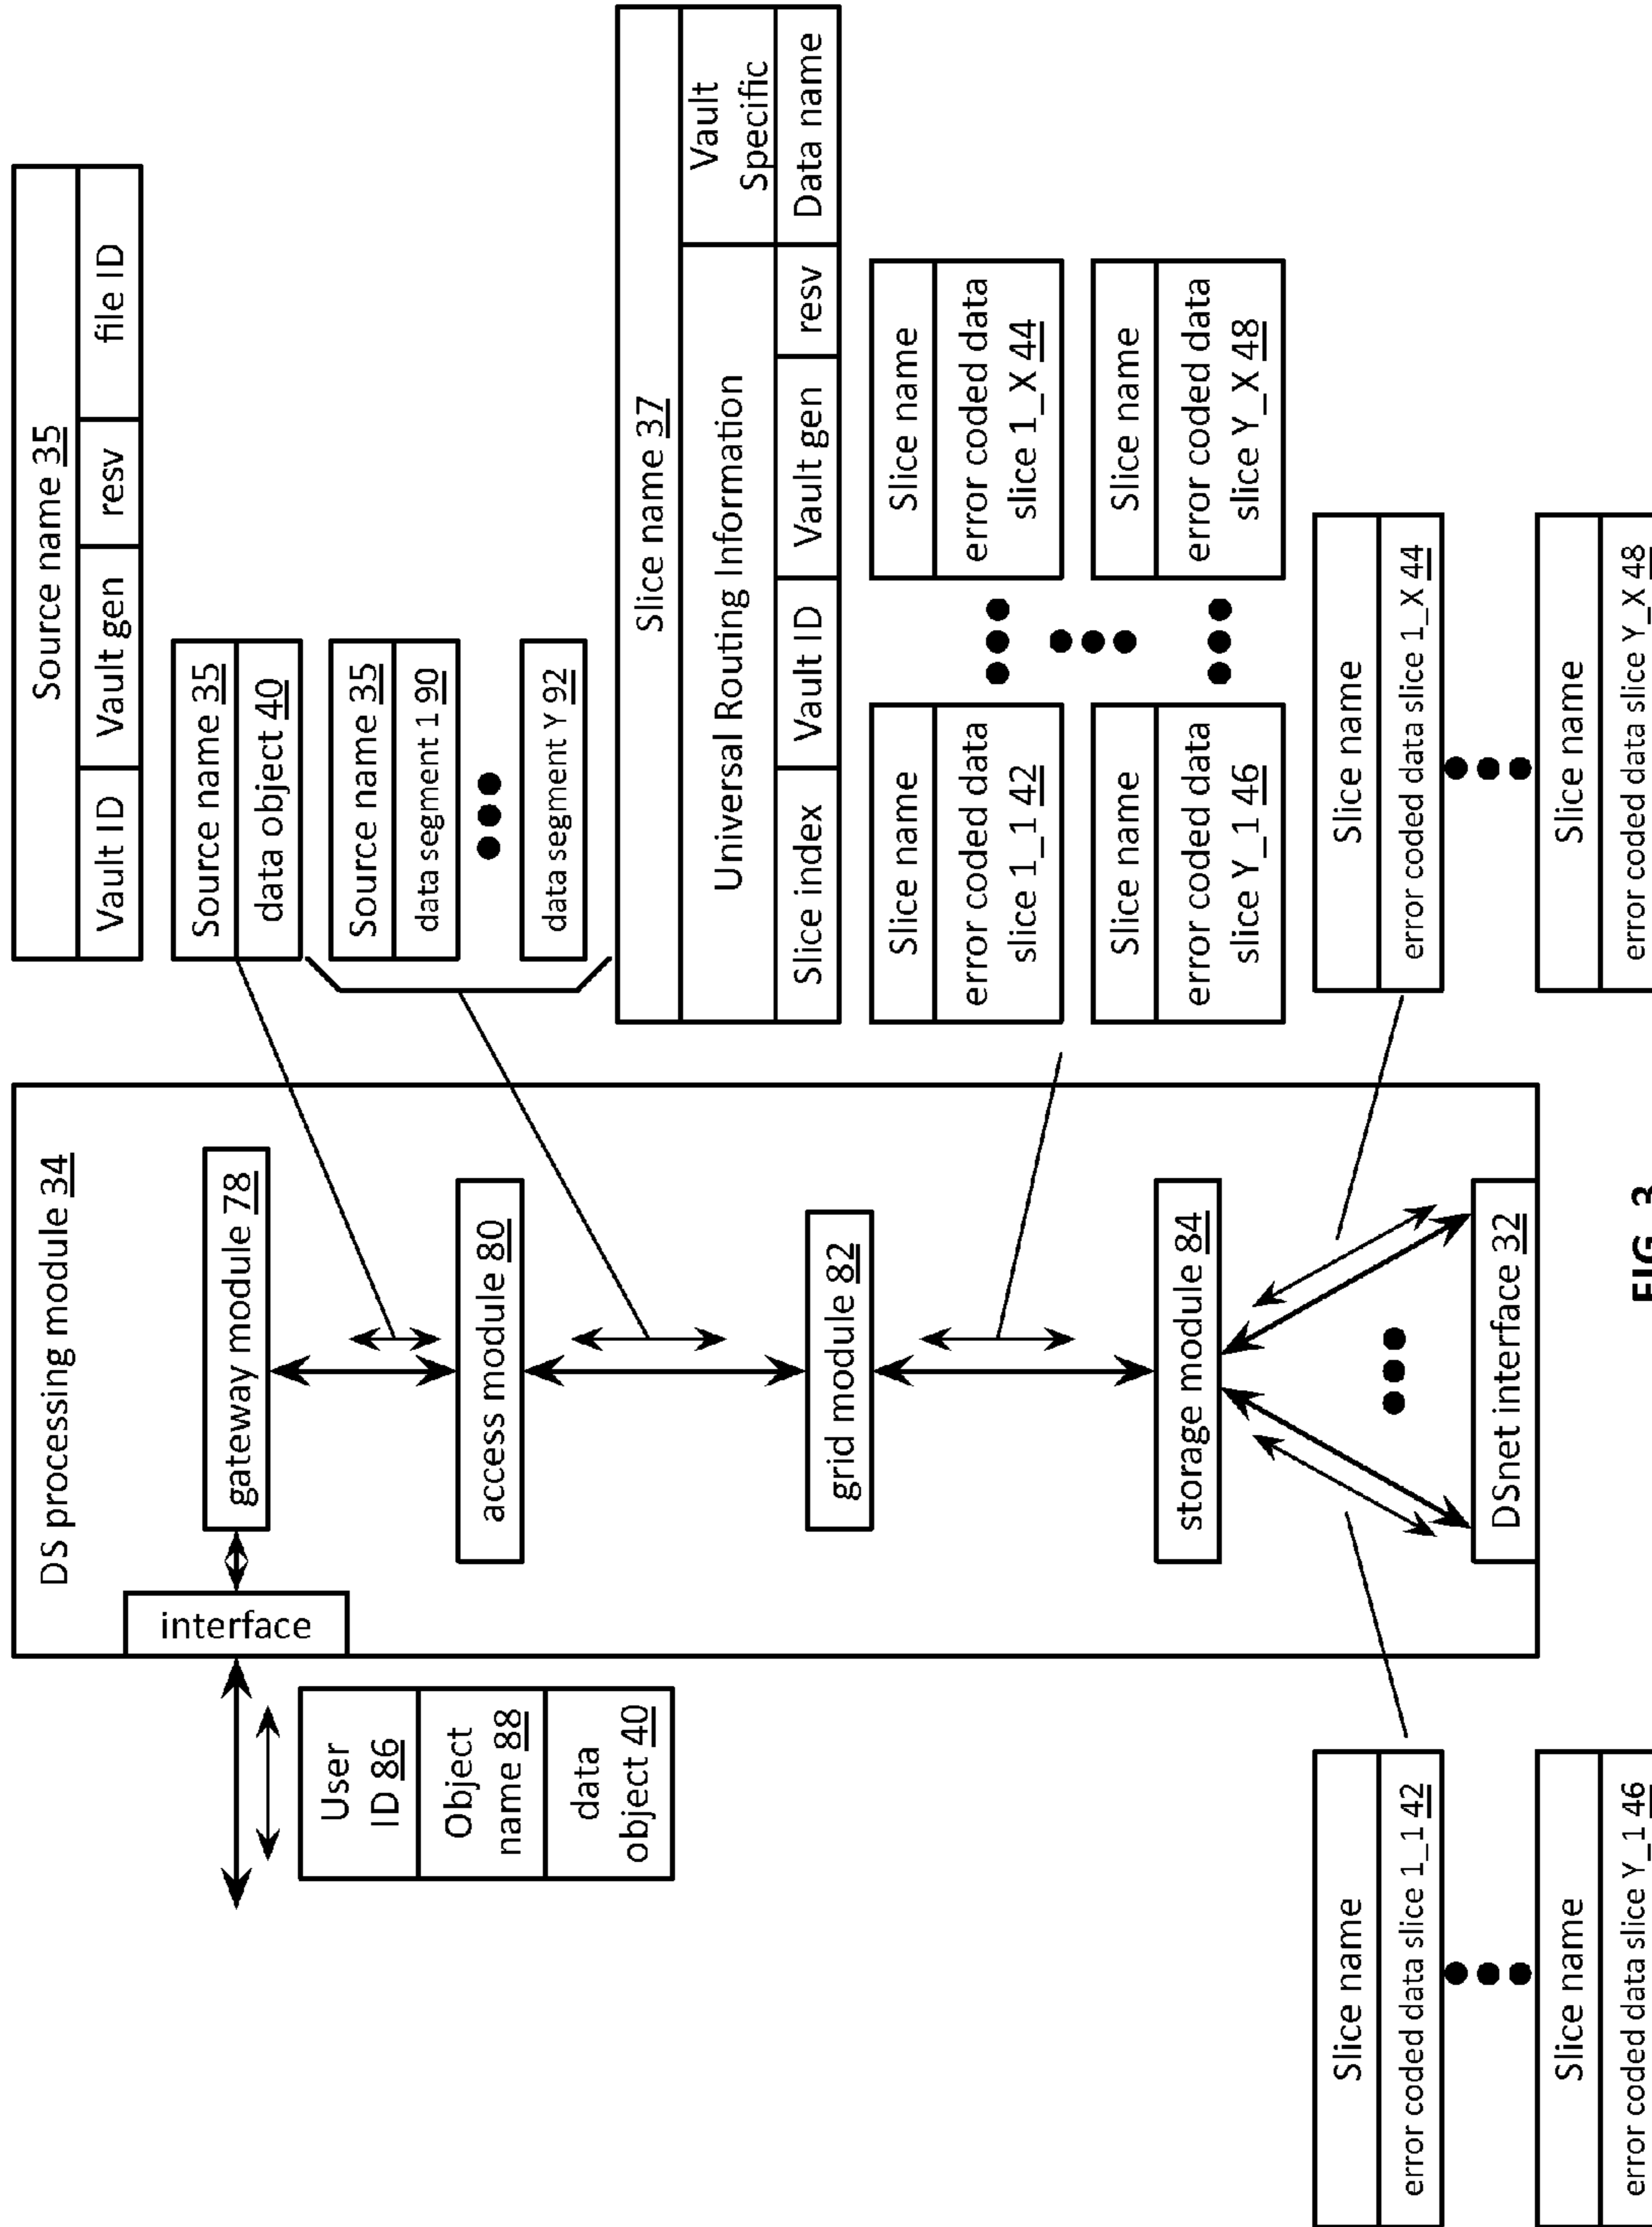 DS processing module 34
interface
gateway module 78
access module 80
grid module 82
storage module 84
DSnet interface 32
User
ID 86
Object
name 88
data
object 40
Source name 35
Vault ID
Vault gen
resv
file ID
Source name 35
data object 40
Source name 35
data segment 1 90
data segment Y 92
Slice name 37
Universal Routing Information
Vault
Specific
Slice index
Vault ID
Vault gen
resv
Data name
Slice name
error coded data
slice 1_1 42
Slice name
error coded data
slice 1_X 44
Slice name
error coded data
slice Y_1 46
Slice name
error coded data
slice Y_X 48
Slice name
error coded data slice 1_1 42
Slice name
error coded data slice Y_1 46
Slice name
error coded data slice 1_X 44
Slice name
error coded data slice Y_X 48
FIG. 3